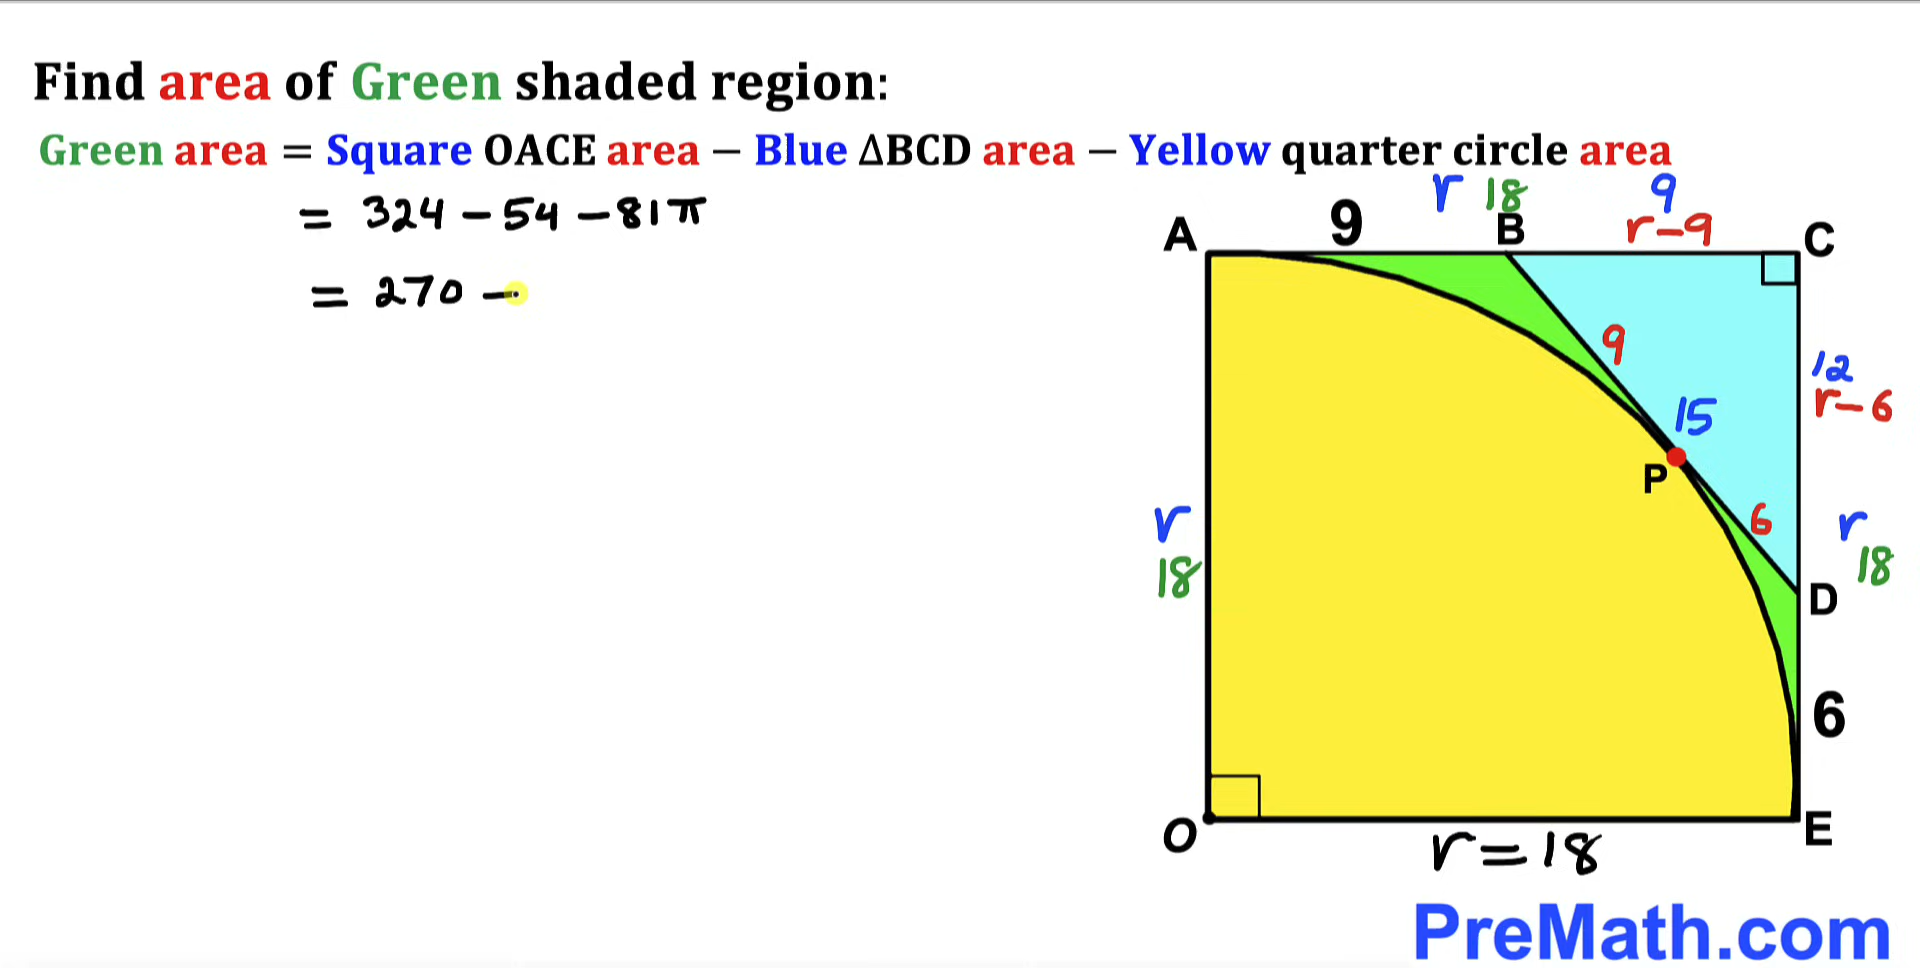 Find area of Green shaded region:
Green area = Square OACE area – Blue ΔBCD area – Yellow quarter circle area
= 324 – 54 – 81π
= 270 –
r 18 9
A 9 B r–9 C
9
12
r–6
15
P
6
r
18
r
18
D
6
O
E
r=18
PreMath.com